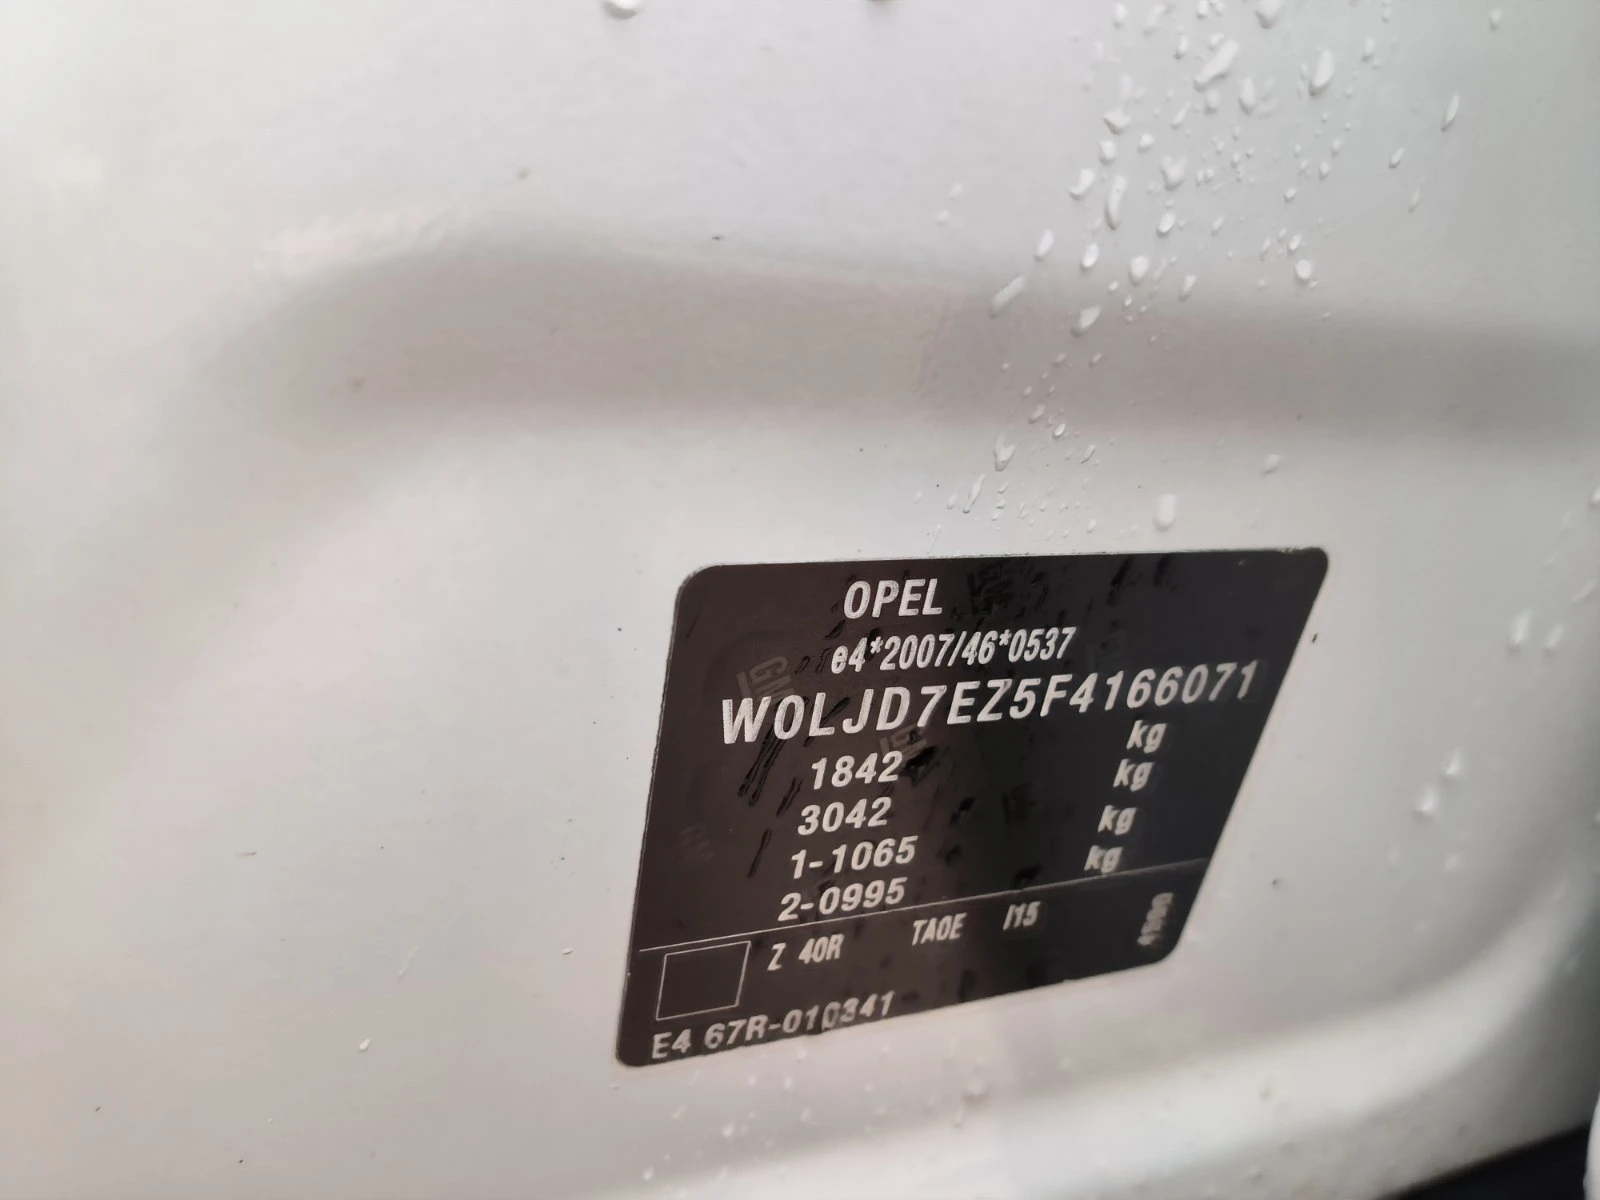 OPEL
e4*2007/46*0537
W0LJD7EZ5F4166071
1842 kg
3042 kg
1-1065 kg
2-0995 kg
Z 40R TA0E I15
E4 67R-010341